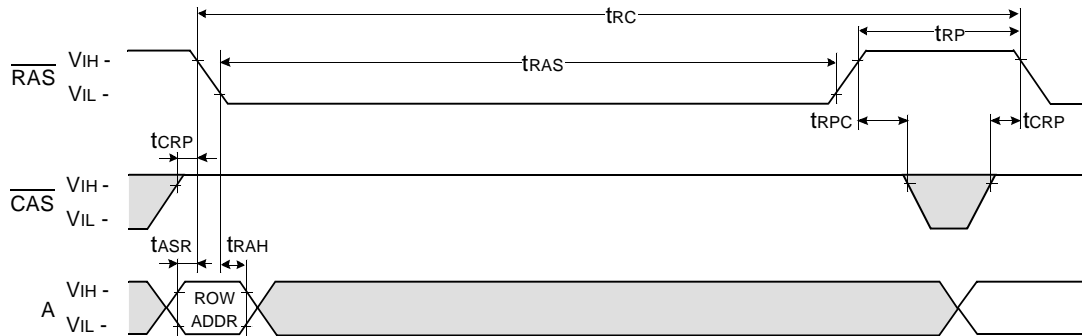 tRC
tRP
RAS
VIH -
VIL -
tRAS
tRPC
tCRP
tCRP
CAS
VIH -
VIL -
tASR
tRAH
A
VIH -
VIL -
ROW
ADDR